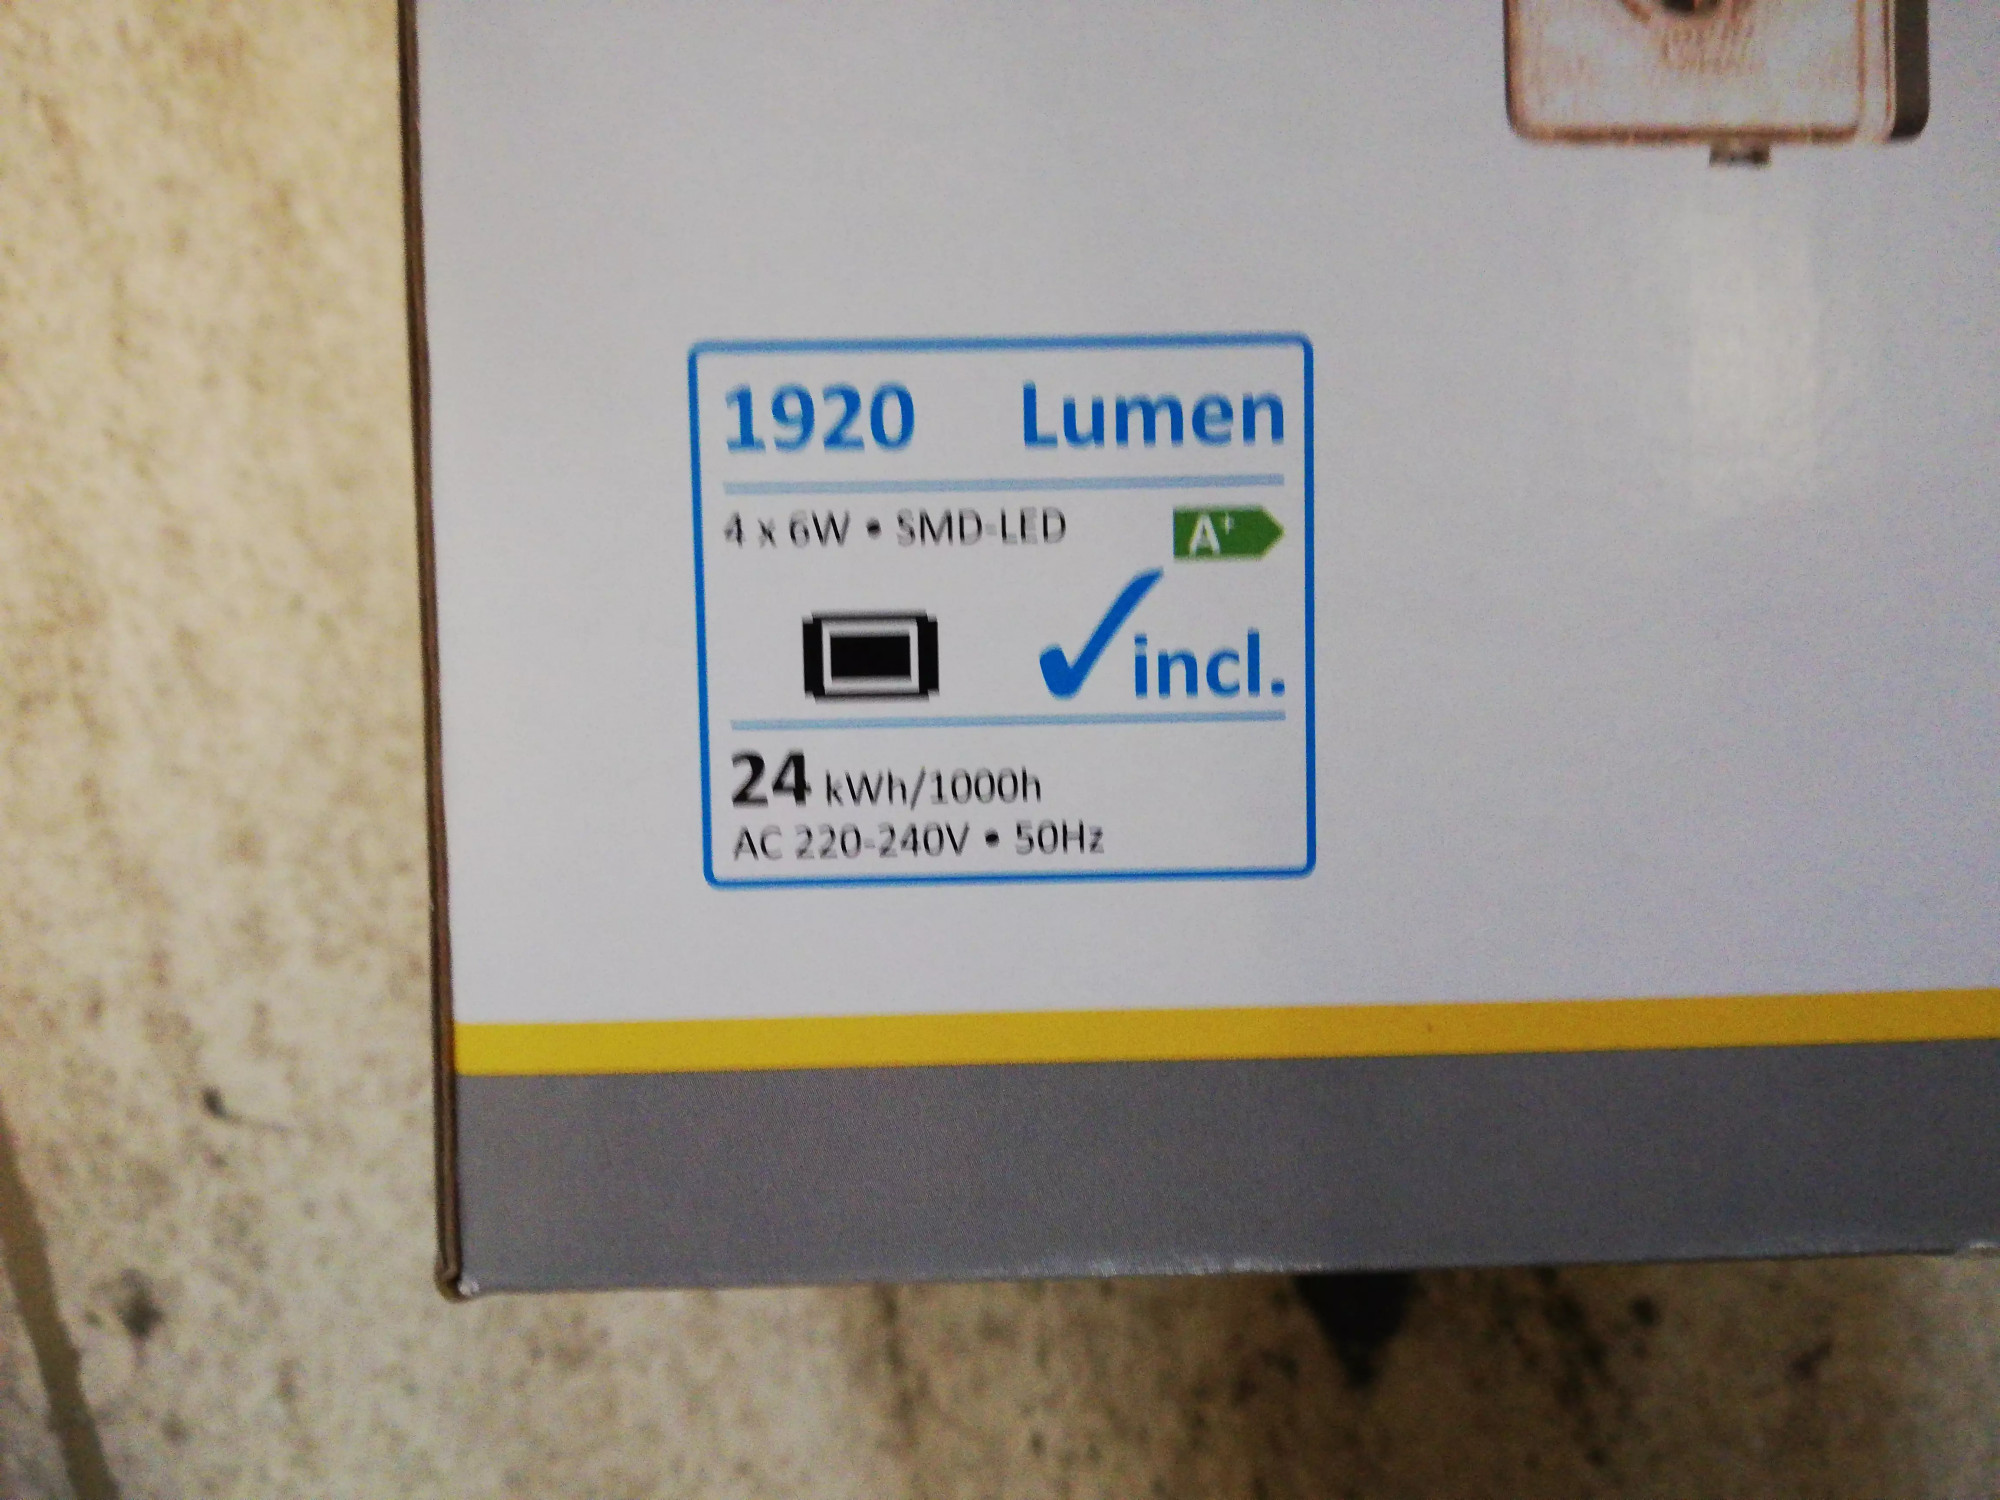 1920 Lumen
4 x 6W • SMD-LED A+
incl.
24 kWh/1000h
AC 220-240V • 50Hz